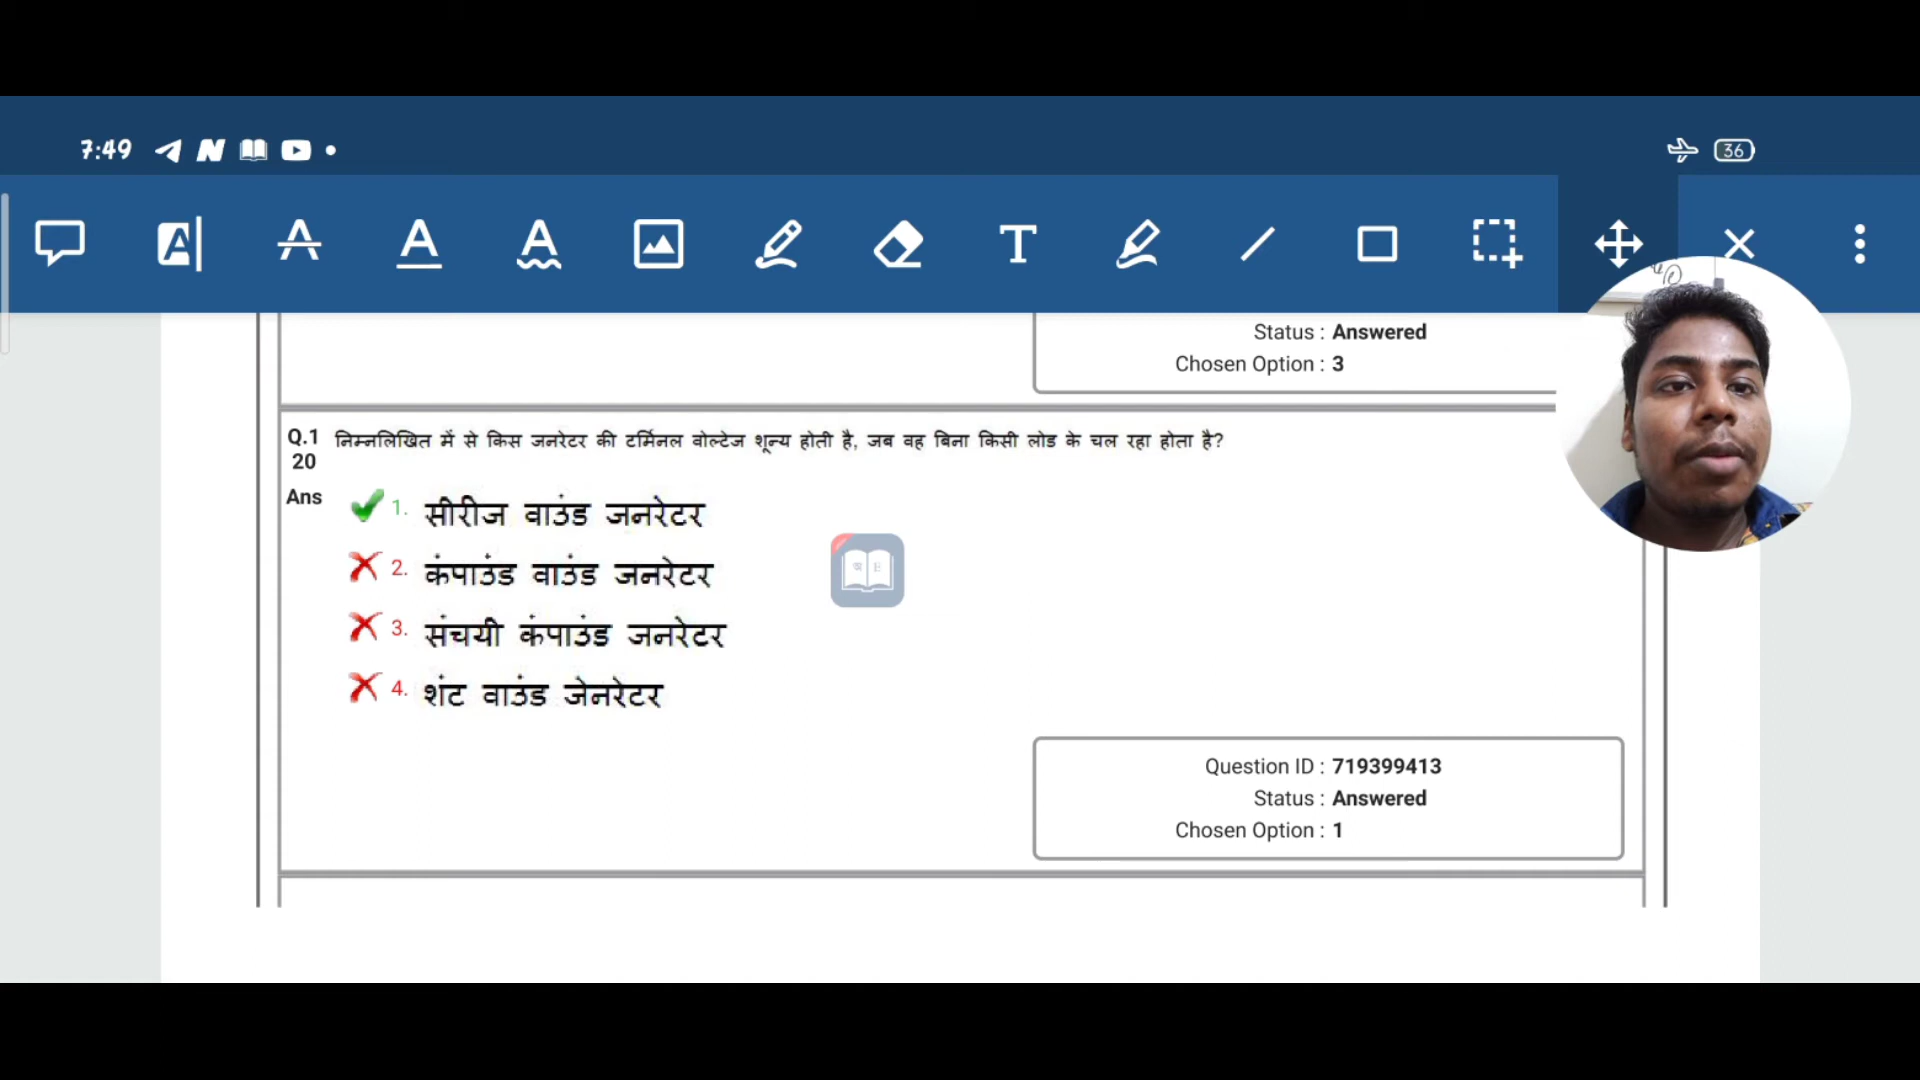 7:49
36
Status : Answered
Chosen Option : 3
Q.1 निम्नलिखित में से किस जनरेटर की टर्मिनल वोल्टेज शून्य होती है, जब वह बिना किसी लोड के चल रहा होता है?
20
Ans
1. सीरीज वाउंड जनरेटर
2. कंपाउंड वाउंड जनरेटर
3. संचयी कंपाउंड जनरेटर
4. शंट वाउंड जेनरेटर
Question ID : 719399413
Status : Answered
Chosen Option : 1